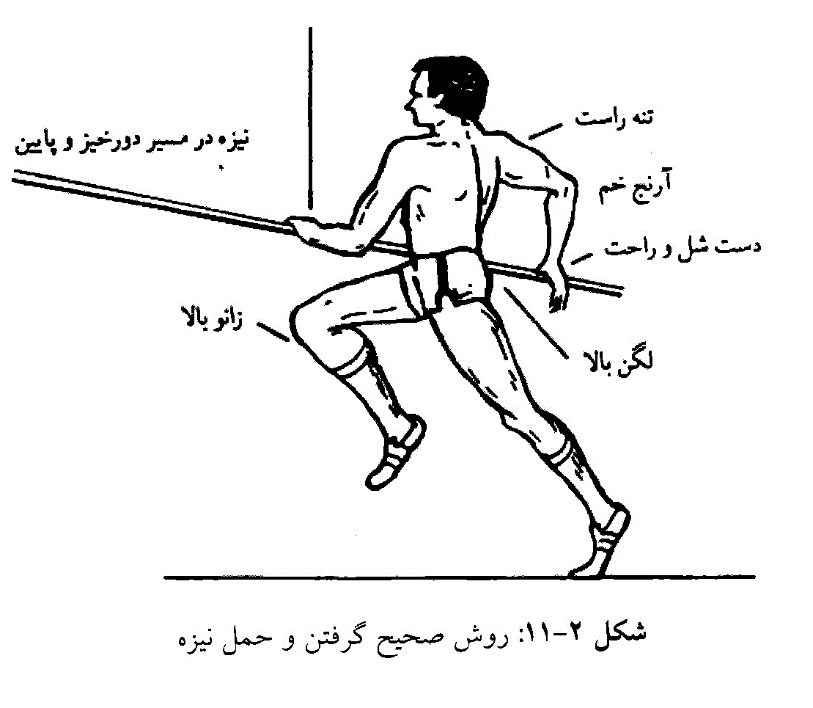 تنه راست
نیزه در مسیر دورخیز و پایین
آرنج خم
دست شل و راحت
زانو بالا
لگن بالا
شکل ۲-۱۱: روش صحیح گرفتن و حمل نیزه